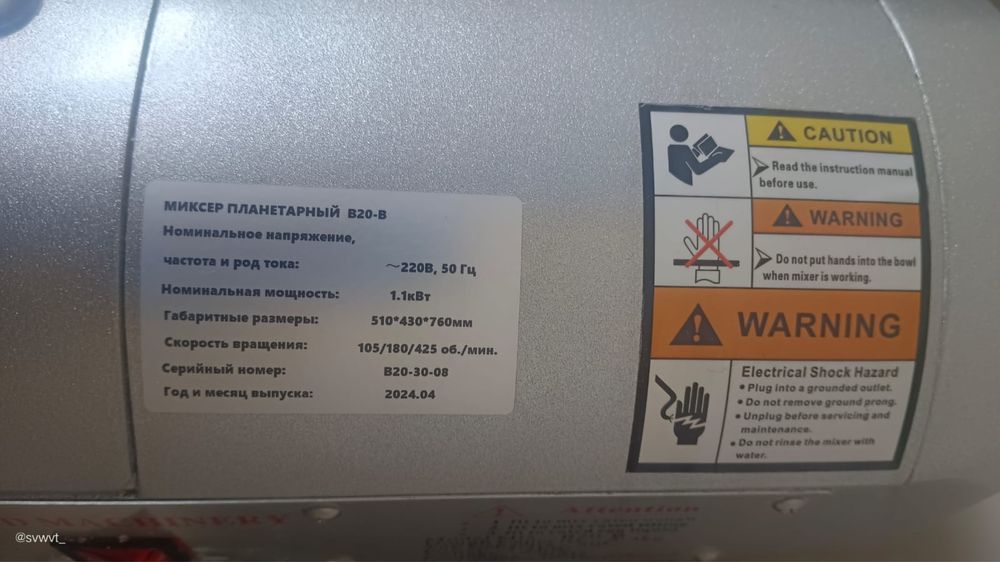 МИКСЕР ПЛАНЕТАРНЫЙ B20-B
Номинальное напряжение,
частота и род тока: ~220В, 50 Гц
Номинальная мощность: 1.1кВт
Габаритные размеры: 510*430*760мм
Скорость вращения: 105/180/425 об./мин.
Серийный номер: B20-30-08
Год и месяц выпуска: 2024.04
CAUTION
Read the instruction manual
before use.
WARNING
Do not put hands into the bowl
when mixer is working.
WARNING
Electrical Shock Hazard
• Plug into a grounded outlet.
• Do not remove ground prong.
• Unplug before servicing and
maintenance.
• Do not rinse the mixer with
water.
MACHINERY
Attention
@svwvt_